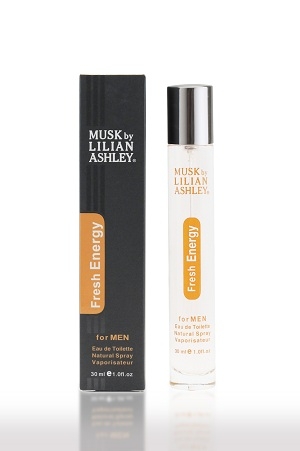 MUSK by
LILIAN
ASHLEY®
Fresh Energy
for MEN
Eau de Toilette
Natural Spray
Vaporisateur
30 ml e 1.0fl oz
MUSK by
LILIAN
ASHLEY®
Fresh Energy
for MEN
Eau de Toilette
Natural Spray
Vaporisateur
30 ml e 1.0fl oz